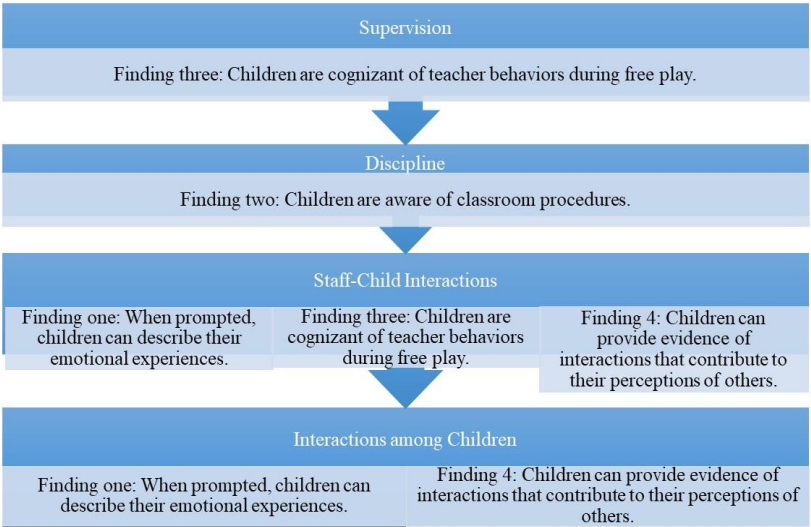 Supervision
Finding three: Children are cognizant of teacher behaviors during free play.
Discipline
Finding two: Children are aware of classroom procedures.
Staff-Child Interactions
Finding one: When prompted,
children can describe their
emotional experiences.
Finding three: Children are
cognizant of teacher behaviors
during free play.
Finding 4: Children can
provide evidence of
interactions that contribute to
their perceptions of others.
Interactions among Children
Finding one: When prompted, children can
describe their emotional experiences.
Finding 4: Children can provide evidence of
interactions that contribute to their perceptions of
others.